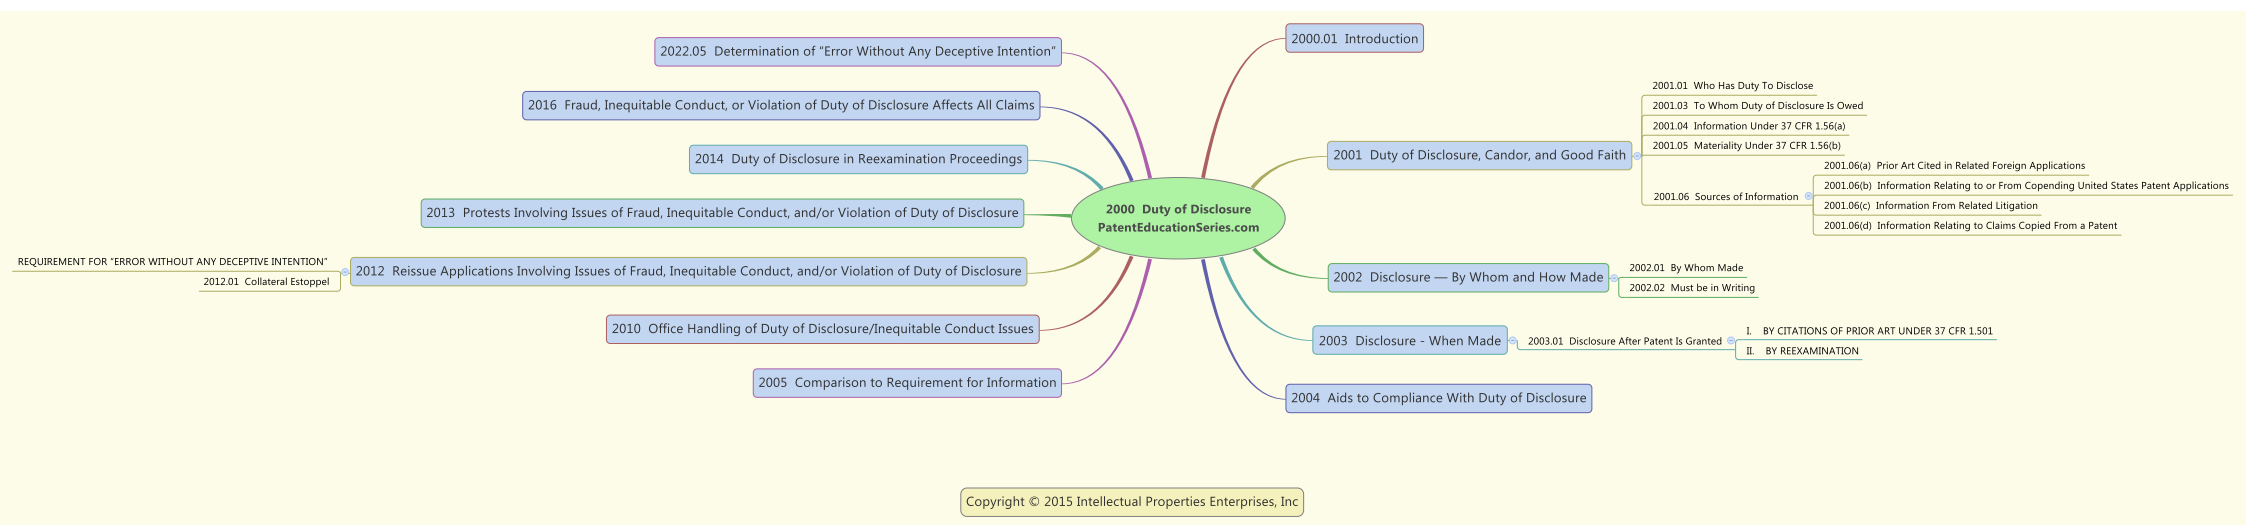 2000  Duty of Disclosure
PatentEducationSeries.com
2000.01  Introduction
2001  Duty of Disclosure, Candor, and Good Faith
2001.01  Who Has Duty To Disclose
2001.03  To Whom Duty of Disclosure Is Owed
2001.04  Information Under 37 CFR 1.56(a)
2001.05  Materiality Under 37 CFR 1.56(b)
2001.06  Sources of Information
2001.06(a)  Prior Art Cited in Related Foreign Applications
2001.06(b)  Information Relating to or From Copending United States Patent Applications
2001.06(c)  Information From Related Litigation
2001.06(d)  Information Relating to Claims Copied From a Patent
2002  Disclosure — By Whom and How Made
2002.01  By Whom Made
2002.02  Must be in Writing
2003  Disclosure - When Made
2003.01  Disclosure After Patent Is Granted
I.    BY CITATIONS OF PRIOR ART UNDER 37 CFR 1.501
II.    BY REEXAMINATION
2004  Aids to Compliance With Duty of Disclosure
2005  Comparison to Requirement for Information
2010  Office Handling of Duty of Disclosure/Inequitable Conduct Issues
2012  Reissue Applications Involving Issues of Fraud, Inequitable Conduct, and/or Violation of Duty of Disclosure
REQUIREMENT FOR “ERROR WITHOUT ANY DECEPTIVE INTENTION”
2012.01  Collateral Estoppel
2013  Protests Involving Issues of Fraud, Inequitable Conduct, and/or Violation of Duty of Disclosure
2014  Duty of Disclosure in Reexamination Proceedings
2016  Fraud, Inequitable Conduct, or Violation of Duty of Disclosure Affects All Claims
2022.05  Determination of “Error Without Any Deceptive Intention”
Copyright © 2015 Intellectual Properties Enterprises, Inc